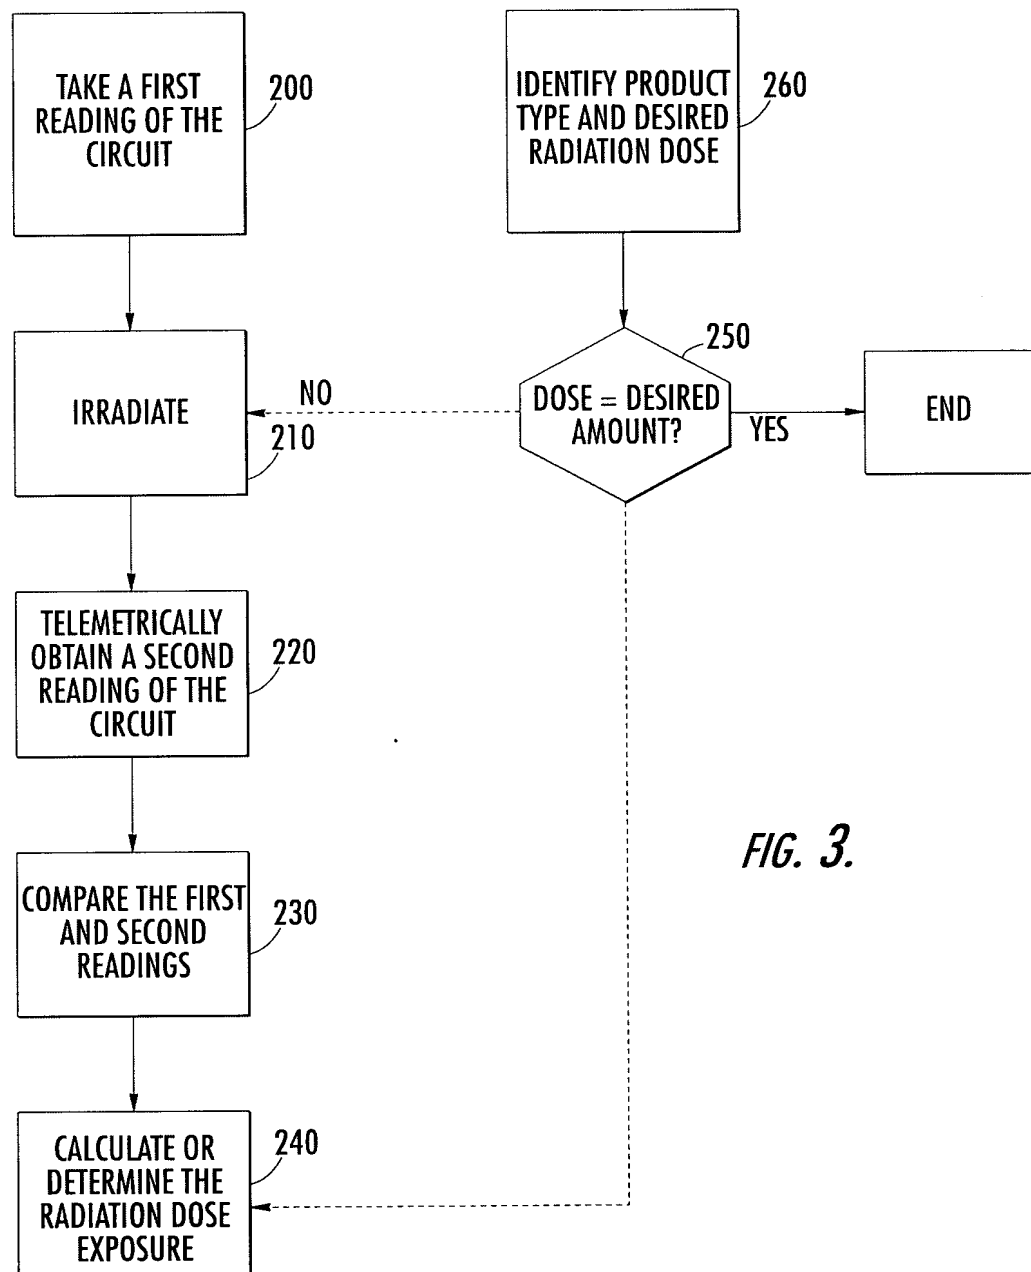 TAKE A FIRST
READING OF THE
CIRCUIT
200
IRRADIATE
210
TELEMETRICALLY
OBTAIN A SECOND
READING OF THE
CIRCUIT
220
COMPARE THE FIRST
AND SECOND
READINGS
230
CALCULATE OR
DETERMINE THE
RADIATION DOSE
EXPOSURE
240
IDENTIFY PRODUCT
TYPE AND DESIRED
RADIATION DOSE
260
DOSE = DESIRED
AMOUNT?
250
NO
YES
END
FIG. 3.